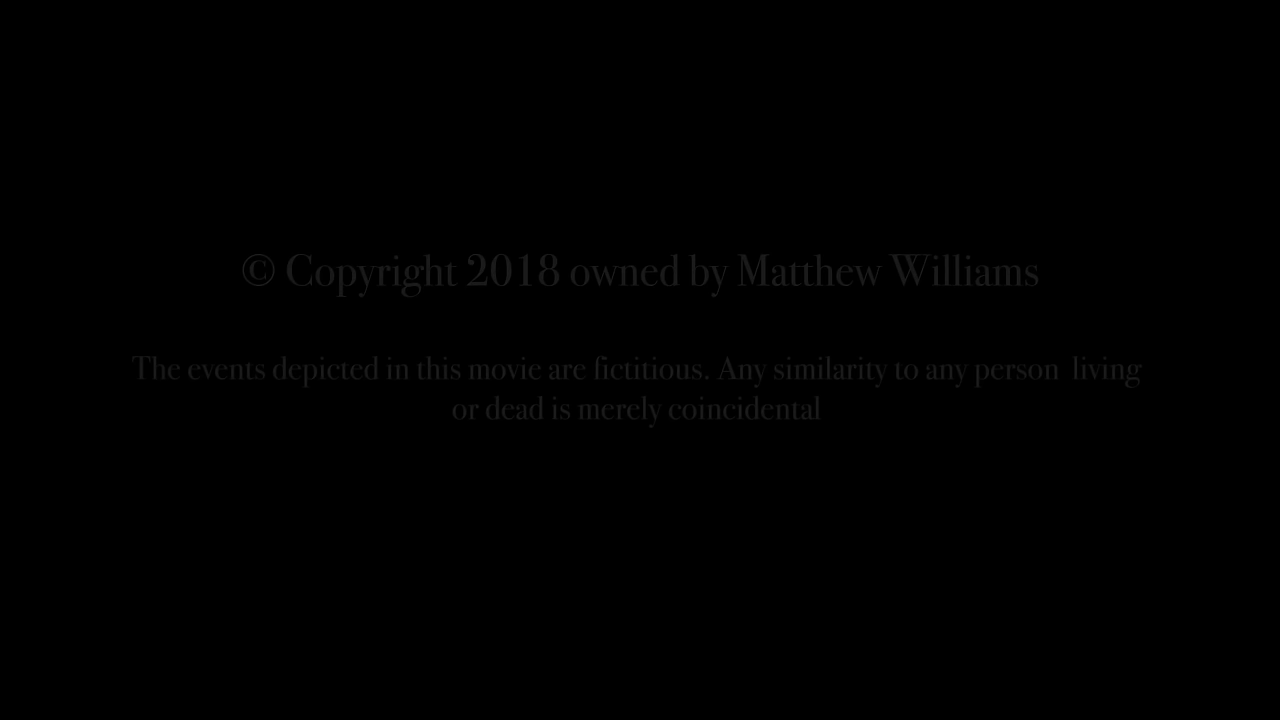 © Copyright 2018 owned by Matthew Williams
The events depicted in this movie are fictitious. Any similarity to any person  living
or dead is merely coincidental